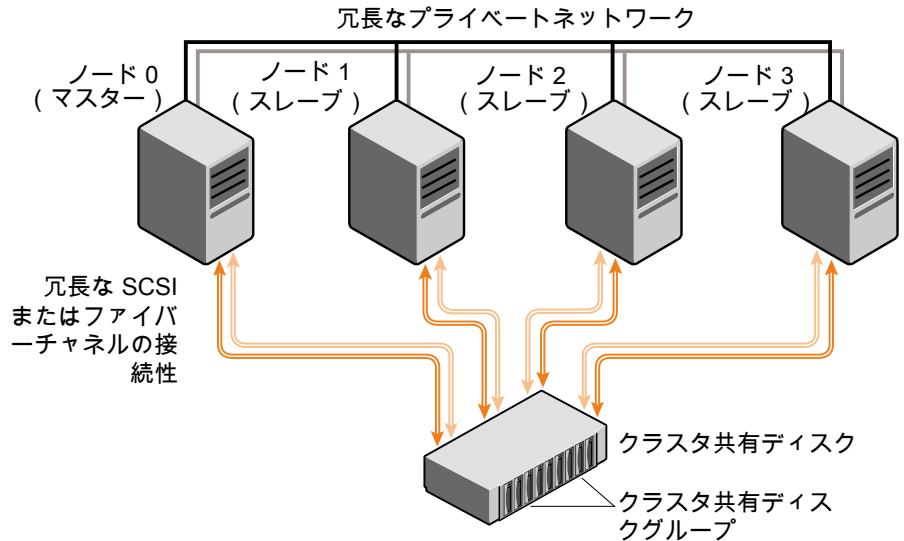 冗長なプライベートネットワーク
ノード 0
( マスター )
ノード 1
( スレーブ )
ノード 2
( スレーブ )
ノード 3
( スレーブ )
冗長な SCSI
またはファイバ
ーチャネルの接
続性
クラスタ共有ディスク
クラスタ共有ディス
クグループ